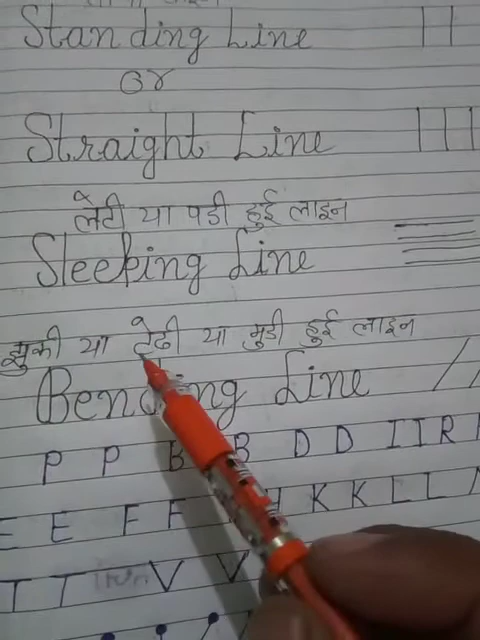 Standing Line
or
Straight Line
लेटी या पडी हुई लाइन
Sleeking Line
झुकी या टेढी या मुडी हुई लाइन
Bending Line
P P B B D D I I R
E E F F H K K L L
T T V V